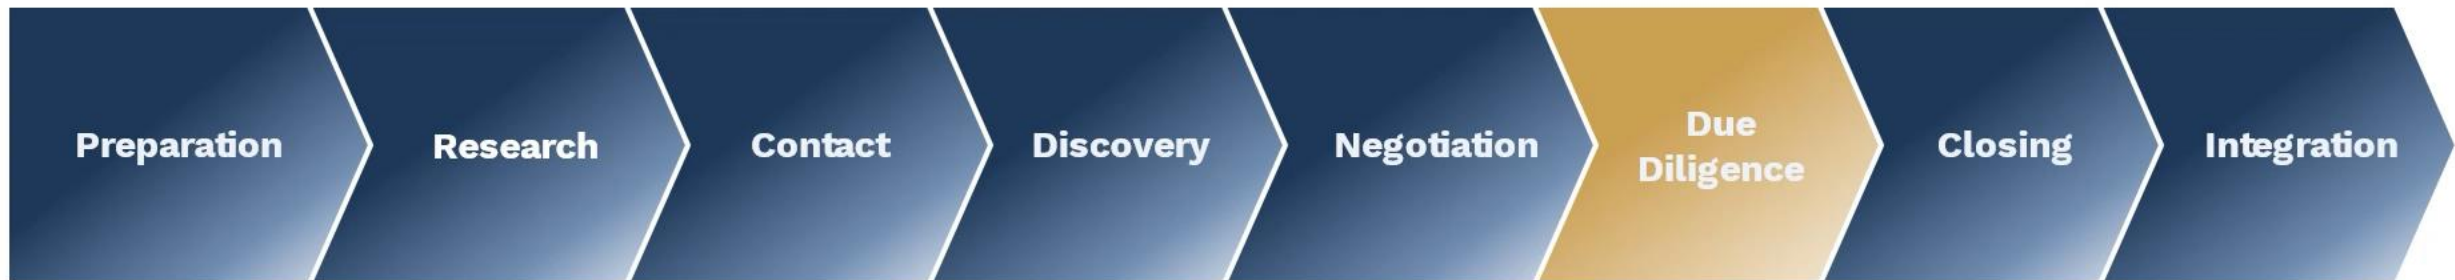 Preparation
Research
Contact
Discovery
Negotiation
Due
Diligence
Closing
Integration